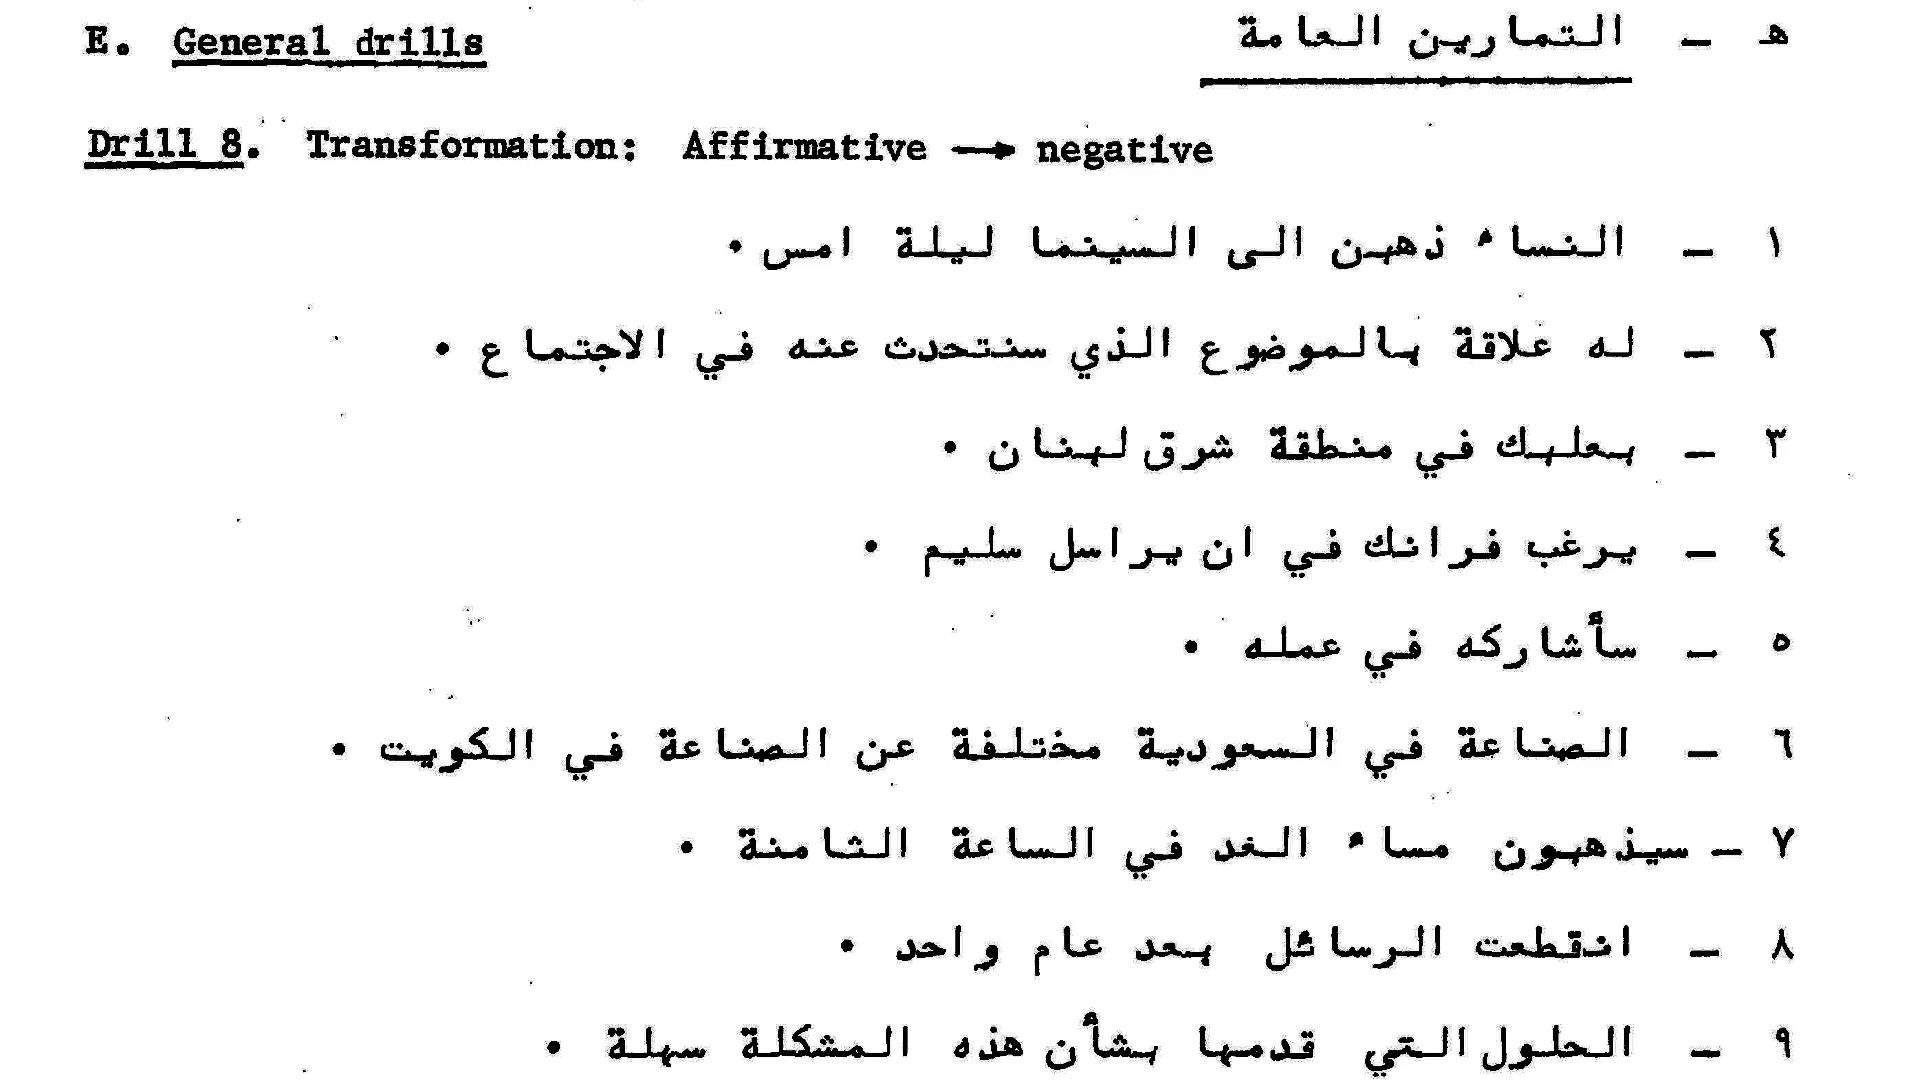 E. General drills ه - التمارين العامة
Drill 8. Transformation: Affirmative → negative
١ - النساء ذهبن الى السينما ليلة امس .
٢ - له علاقة بالموضوع الذي سنتحدث عنه في الاجتماع .
٣ - بعلبك في منطقة شرق لبنان .
٤ - يرغب فرانك في ان يراسل سليم .
٥ - سأشاركه في عمله .
٦ - الصناعة في السعودية مختلفة عن الصناعة في الكويت .
٧ - سيذهبون مساء الغد في الساعة الثامنة .
٨ - انقطعت الرسائل بعد عام واحد .
٩ - الحلول التي قدمها بشأن هذه المشكلة سهلة .